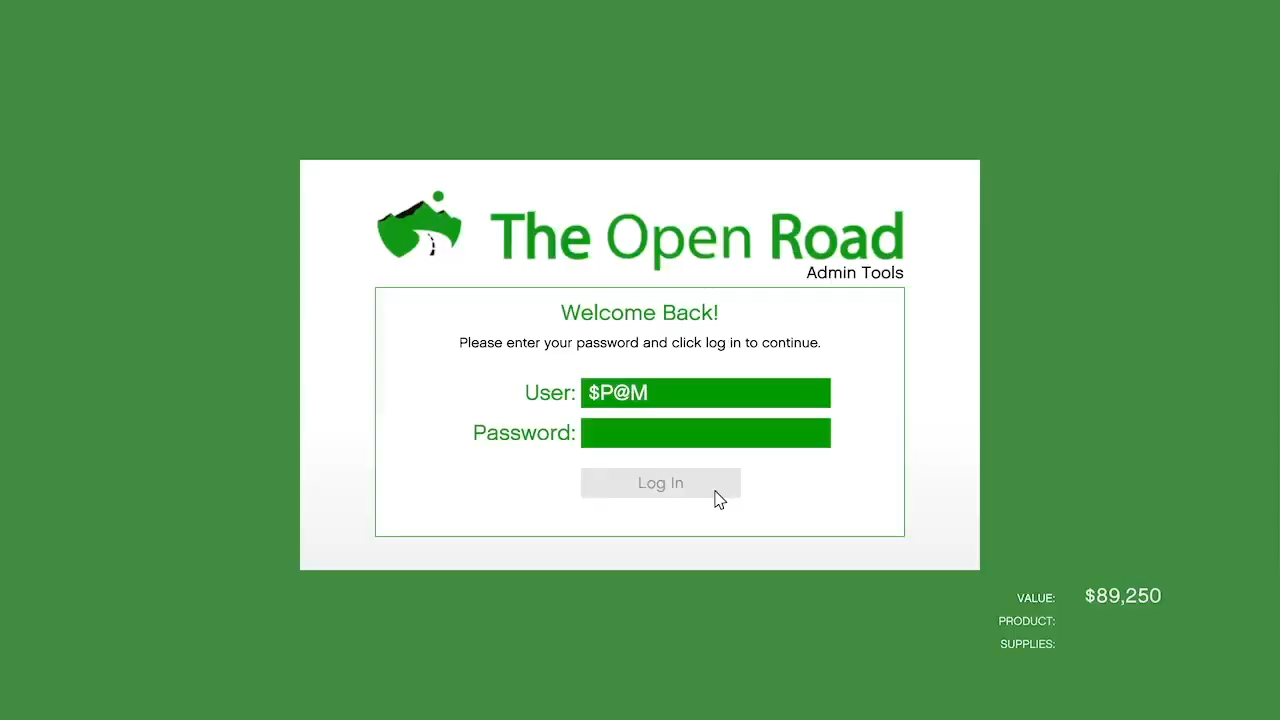 The Open Road
Admin Tools
Welcome Back!
Please enter your password and click log in to continue.
User: $P@M
Password:
Log In
VALUE: $89,250
PRODUCT:
SUPPLIES: